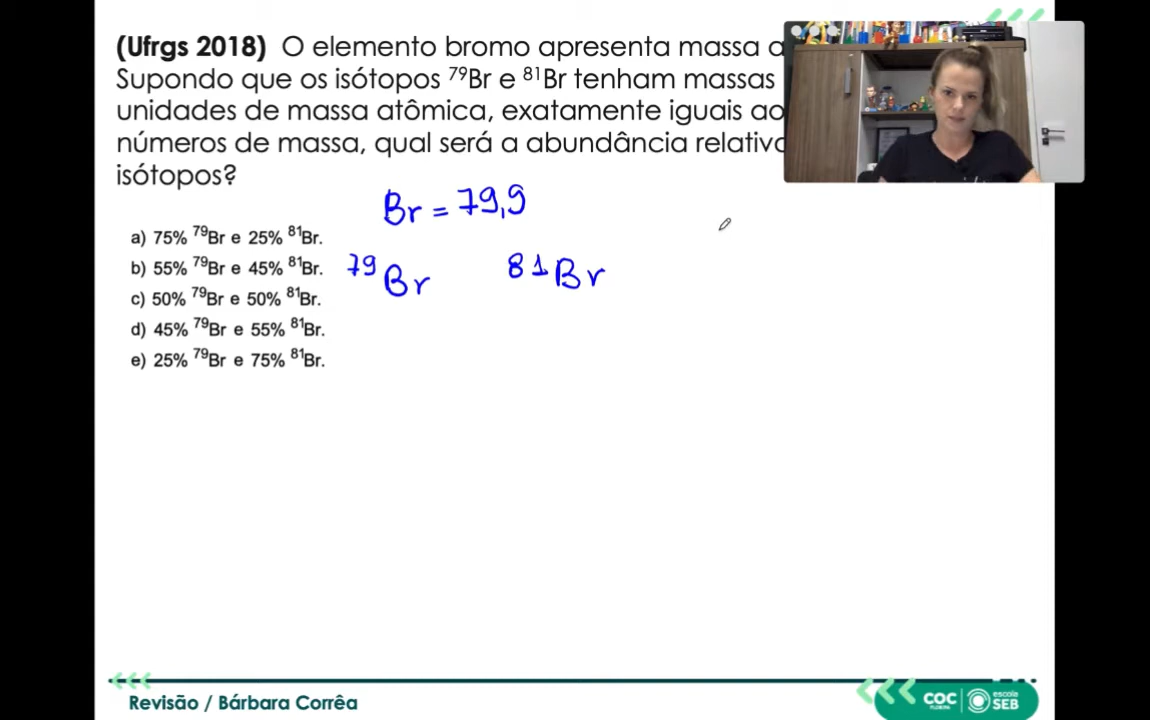 (Ufrgs 2018) O elemento bromo apresenta massa
Supondo que os isótopos ⁷⁹Br e ⁸¹Br tenham massas
unidades de massa atômica, exatamente iguais ao
números de massa, qual será a abundância
isótopos?
Br = 79,9
a) 75% ⁷⁹Br e 25% ⁸¹Br.
b) 55% ⁷⁹Br e 45% ⁸¹Br.
⁷⁹Br ⁸¹Br
c) 50% ⁷⁹Br e 50% ⁸¹Br.
d) 45% ⁷⁹Br e 55% ⁸¹Br.
e) 25% ⁷⁹Br e 75% ⁸¹Br.
Revisão / Bárbara Corrêa
COC
escola
SEB